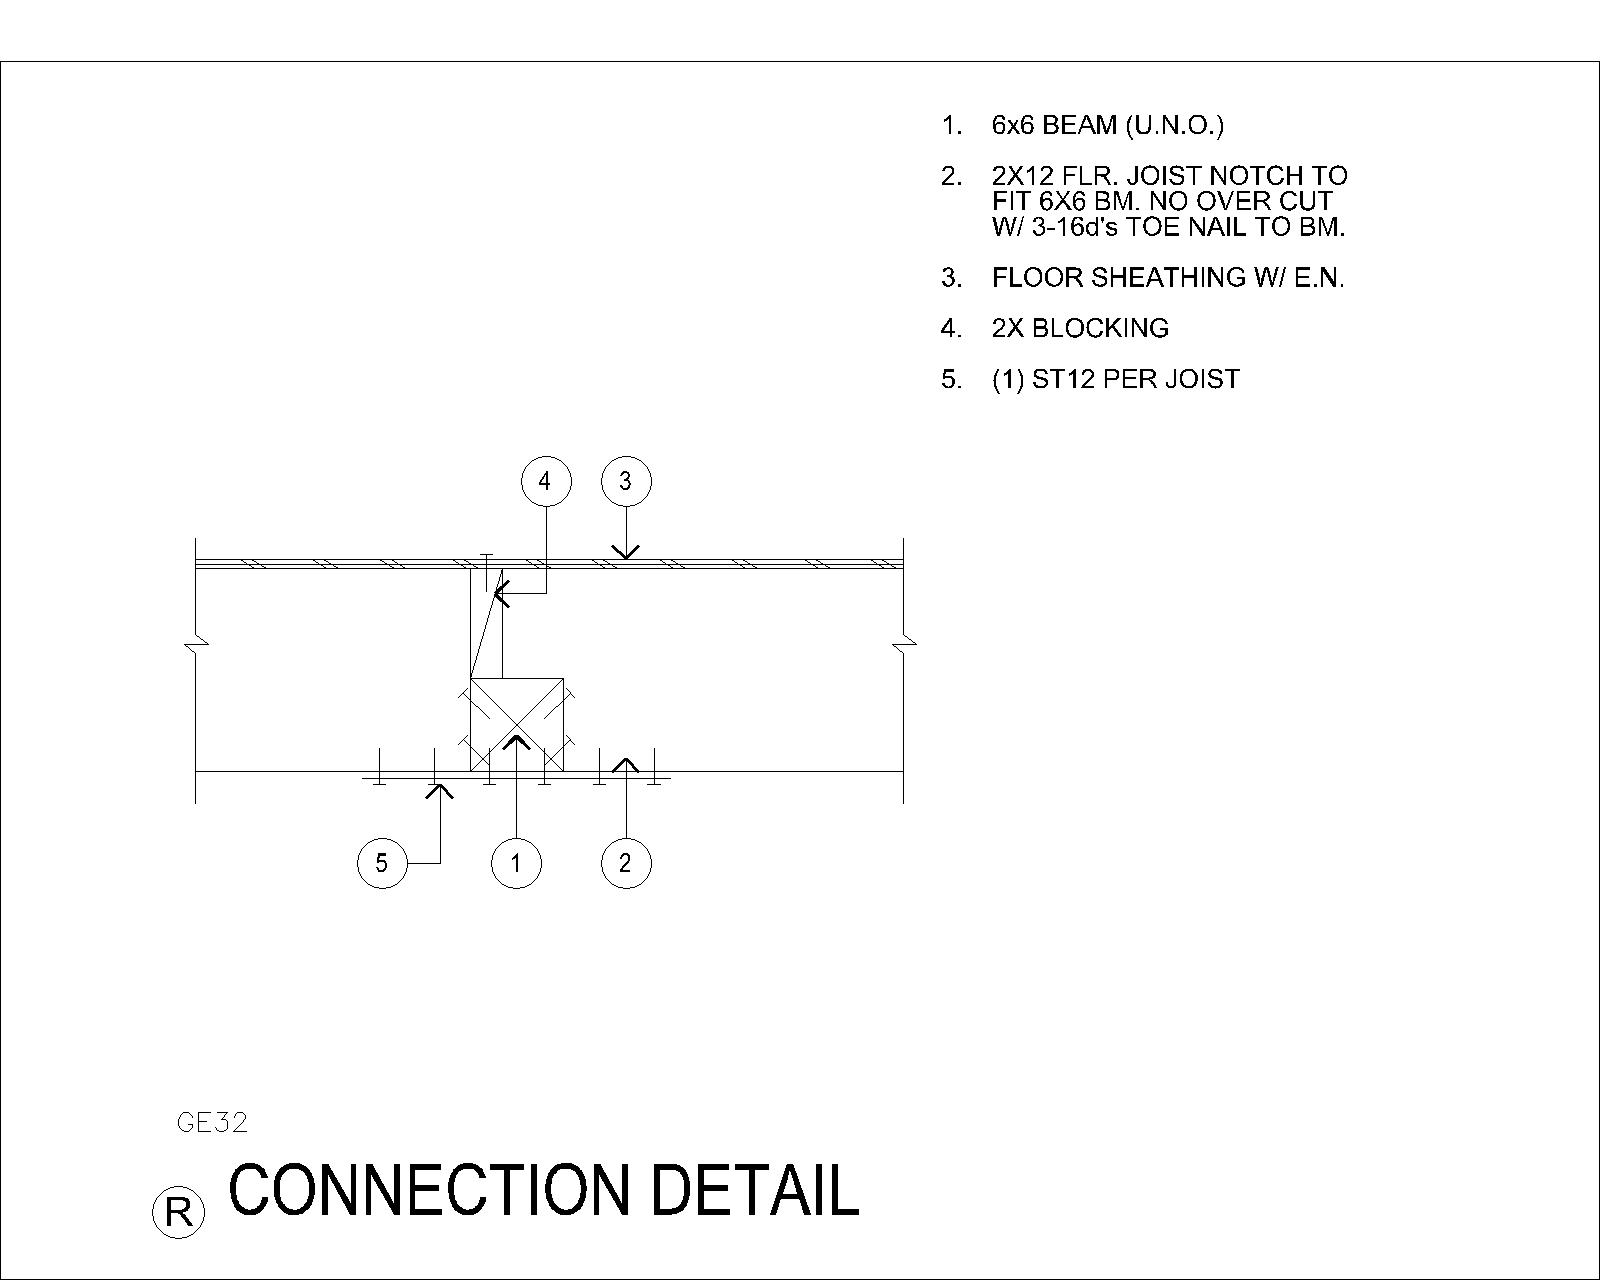 1. 6x6 BEAM (U.N.O.)
2. 2X12 FLR. JOIST NOTCH TO
FIT 6X6 BM. NO OVER CUT
W/ 3-16d's TOE NAIL TO BM.
3. FLOOR SHEATHING W/ E.N.
4. 2X BLOCKING
5. (1) ST12 PER JOIST
4 3
5 1 2
GE32
R CONNECTION DETAIL